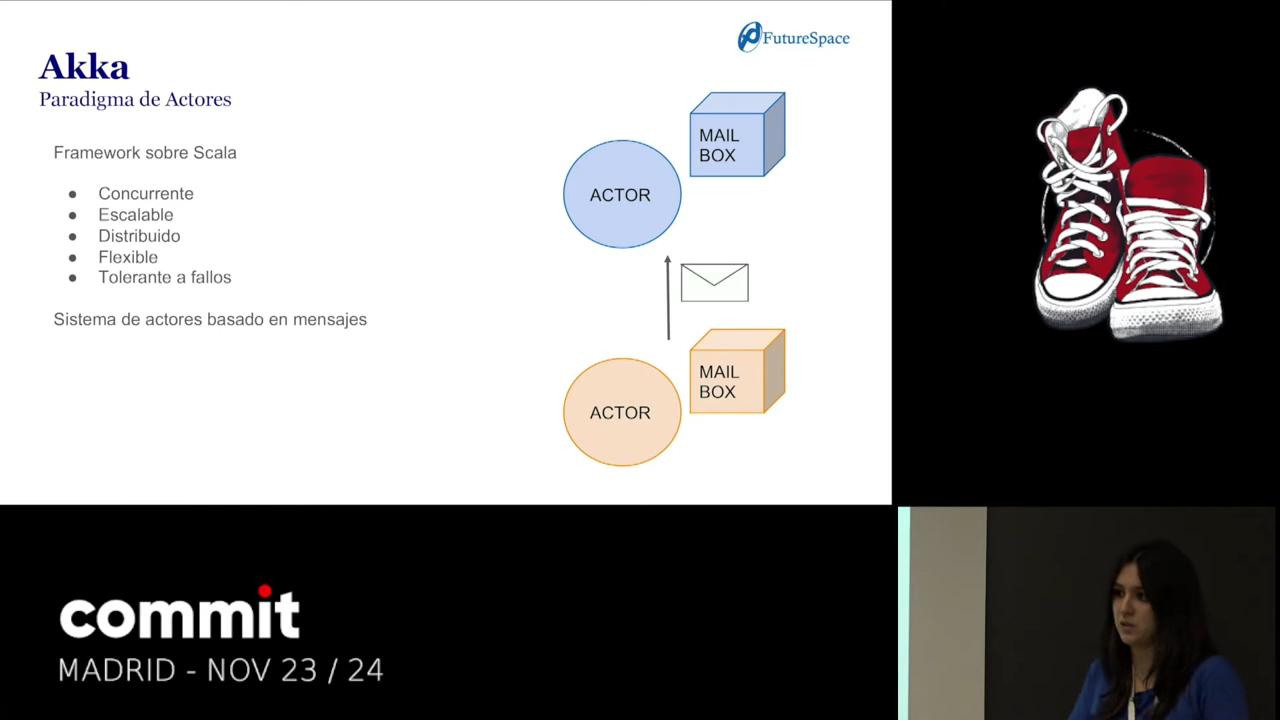 FutureSpace
Akka
Paradigma de Actores
Framework sobre Scala
● Concurrente
● Escalable
● Distribuido
● Flexible
● Tolerante a fallos
Sistema de actores basado en mensajes
MAIL
BOX
ACTOR
MAIL
BOX
ACTOR
commit
MADRID - NOV 23 / 24